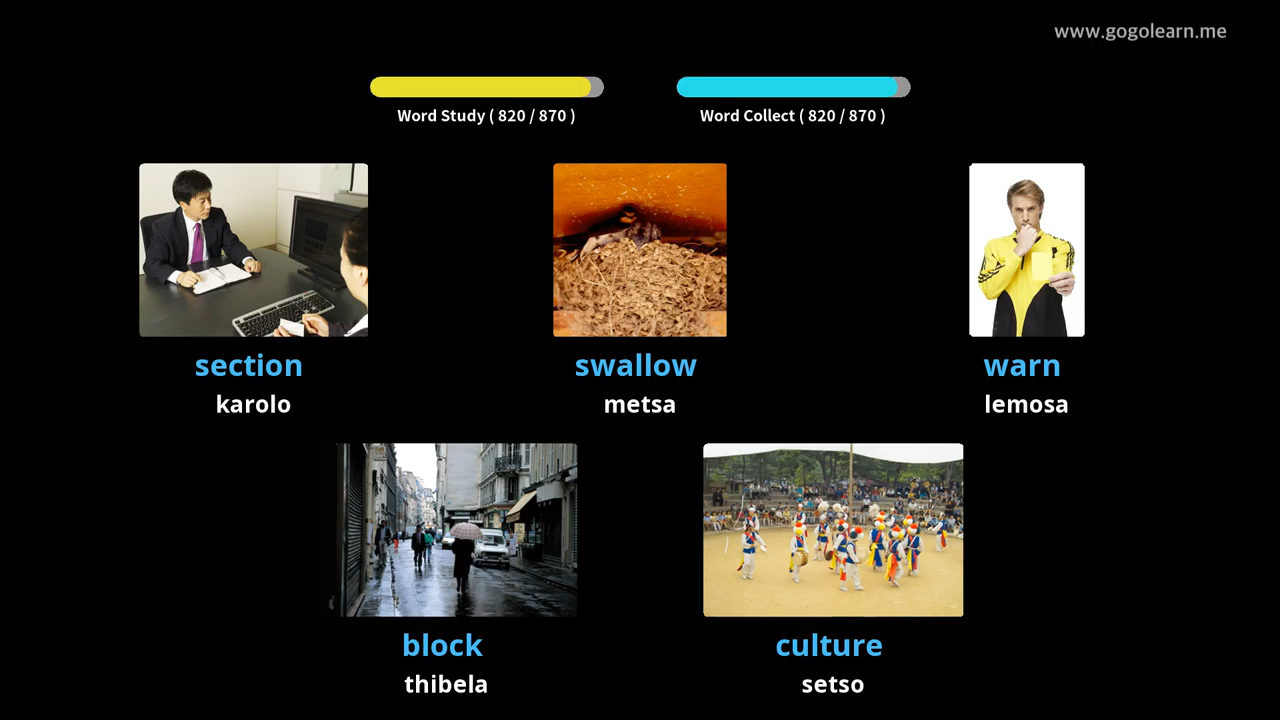 www.gogolearn.me
Word Study ( 820 / 870 )
Word Collect ( 820 / 870 )
section
karolo
swallow
metsa
warn
lemosa
block
thibela
culture
setso